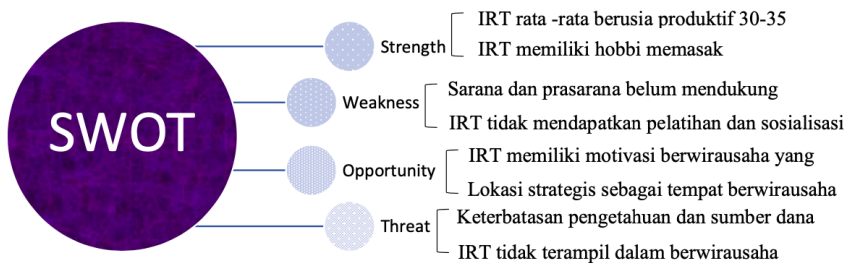 SWOT
Strength
IRT rata -rata berusia produktif 30-35
IRT memiliki hobbi memasak
Weakness
Sarana dan prasarana belum mendukung
IRT tidak mendapatkan pelatihan dan sosialisasi
Opportunity
IRT memiliki motivasi berwirausaha yang
Lokasi strategis sebagai tempat berwirausaha
Threat
Keterbatasan pengetahuan dan sumber dana
IRT tidak terampil dalam berwirausaha